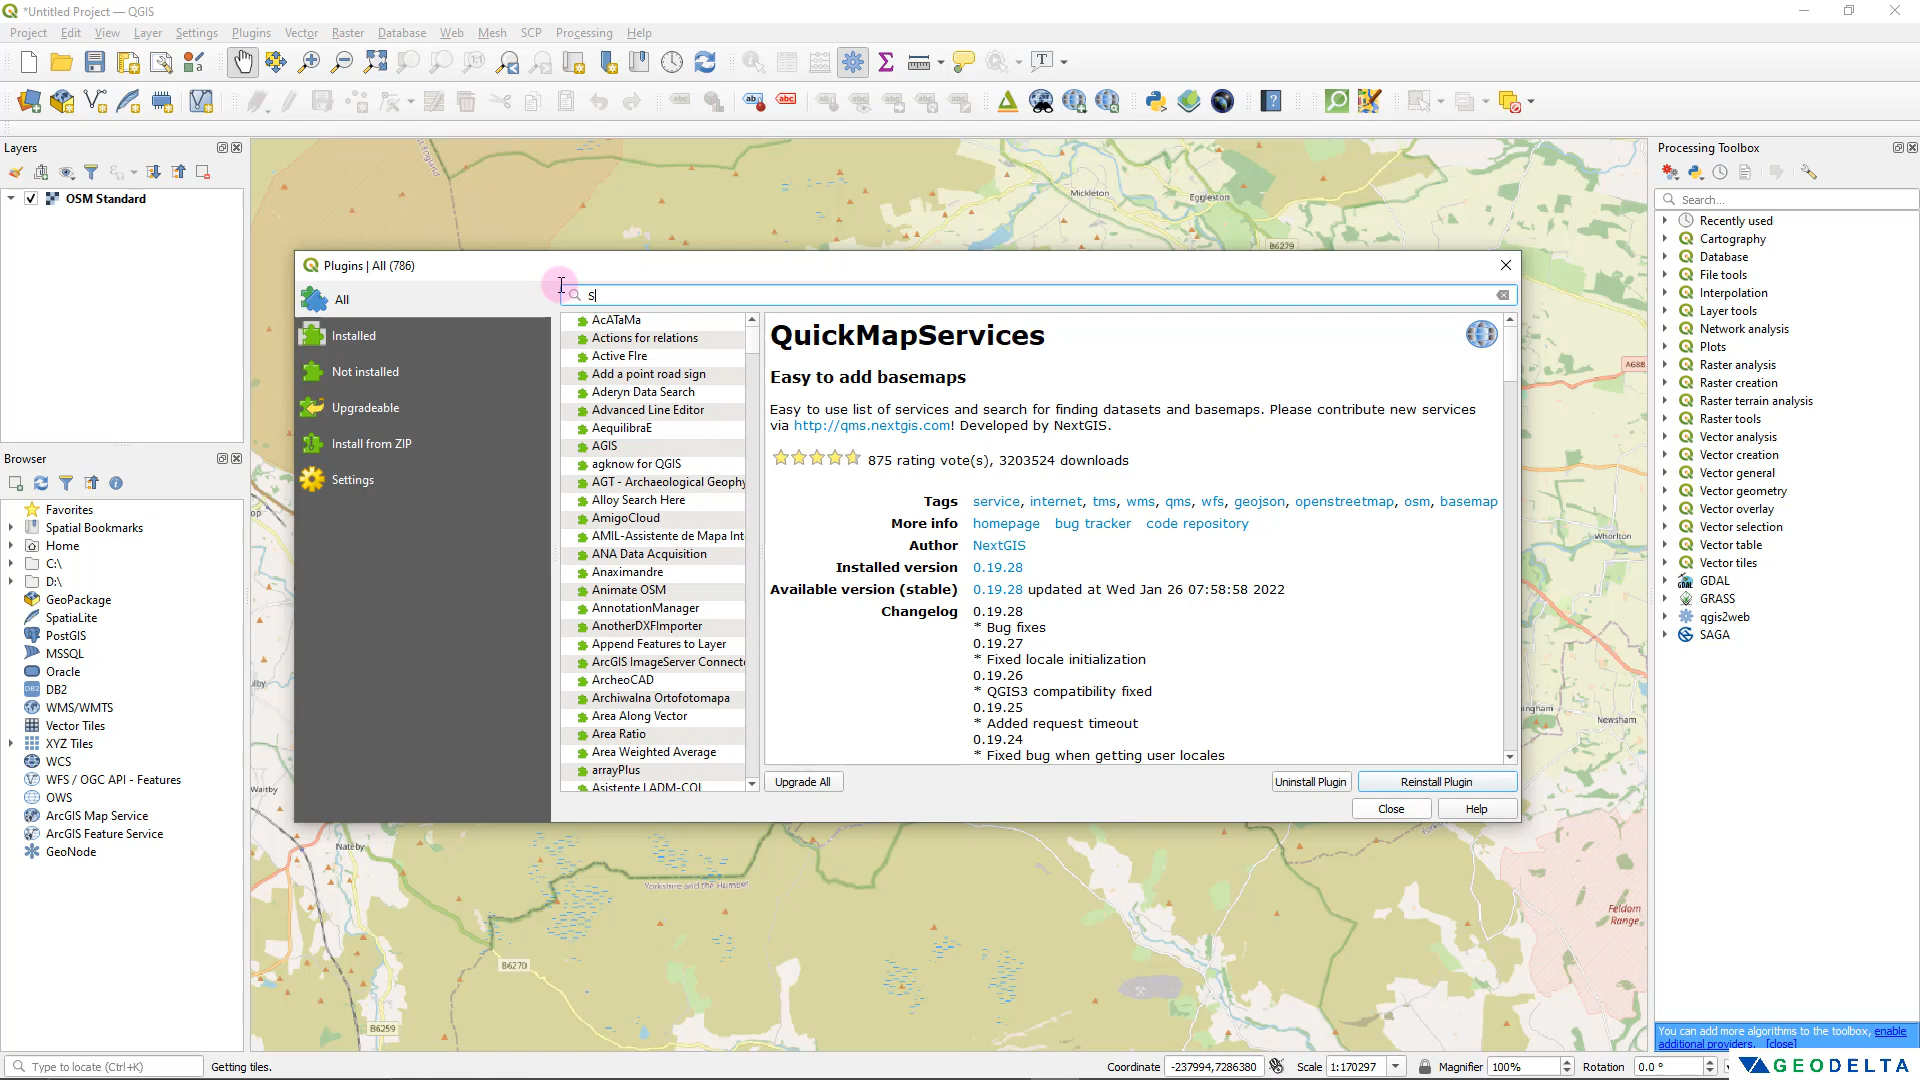 *Untitled Project — QGIS
Project Edit View Layer Settings Plugins Vector Raster Database Web Mesh SCP Processing Help
Layers
OSM Standard
Browser
Favorites
Spatial Bookmarks
Home
C:\
D:\
GeoPackage
SpatiaLite
PostGIS
MSSQL
Oracle
DB2
WMS/WMTS
Vector Tiles
XYZ Tiles
WCS
WFS / OGC API - Features
OWS
ArcGIS Map Service
ArcGIS Feature Service
GeoNode
Mickleton
Eggleston
B6279
A688
Whorlton
Newsham
Nateby
Yorkshire and the Humber
B6270
B6259
Feldom
Range
Plugins | All (786)
All
Installed
Not installed
Upgradeable
Install from ZIP
Settings
s
AcATaMa
Actions for relations
Active FIre
Add a point road sign
Aderyn Data Search
Advanced Line Editor
AequilibraE
AGIS
agknow for QGIS
AGT - Archaeological Geophy
Alloy Search Here
AmigoCloud
AMIL-Assistente de Mapa Int
ANA Data Acquisition
Anaximandre
Animate OSM
AnnotationManager
AnotherDXFImporter
Append Features to Layer
ArcGIS ImageServer Connecto
ArcheoCAD
Archiwalna Ortofotomapa
Area Along Vector
Area Ratio
Area Weighted Average
arrayPlus
Asistente LADM-COL
QuickMapServices
Easy to add basemaps
Easy to use list of services and search for finding datasets and basemaps. Please contribute new services
via http://qms.nextgis.com! Developed by NextGIS.
875 rating vote(s), 3203524 downloads
Tags service, internet, tms, wms, qms, wfs, geojson, openstreetmap, osm, basemap
More info homepage bug tracker code repository
Author NextGIS
Installed version 0.19.28
Available version (stable) 0.19.28 updated at Wed Jan 26 07:58:58 2022
Changelog 0.19.28
* Bug fixes
0.19.27
* Fixed locale initialization
0.19.26
* QGIS3 compatibility fixed
0.19.25
* Added request timeout
0.19.24
* Fixed bug when getting user locales
Upgrade All
Uninstall Plugin
Reinstall Plugin
Close
Help
Processing Toolbox
Search...
Recently used
Cartography
Database
File tools
Interpolation
Layer tools
Network analysis
Plots
Raster analysis
Raster creation
Raster terrain analysis
Raster tools
Vector analysis
Vector creation
Vector general
Vector geometry
Vector overlay
Vector selection
Vector table
Vector tiles
GDAL
GRASS
qgis2web
SAGA
You can add more algorithms to the toolbox, enable
additional providers. [close]
Type to locate (Ctrl+K)
Getting tiles.
Coordinate -237994,7286380
Scale 1:170297
Magnifier 100%
Rotation 0.0 °
GEODELTA